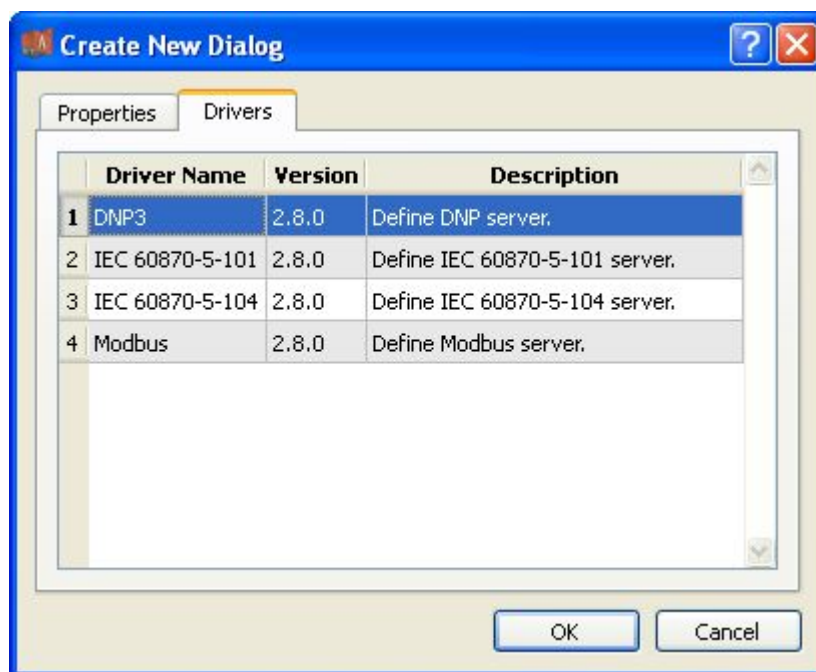 Create New Dialog
Properties Drivers
Driver Name Version Description
1 DNP3 2.8.0 Define DNP server.
2 IEC 60870-5-101 2.8.0 Define IEC 60870-5-101 server.
3 IEC 60870-5-104 2.8.0 Define IEC 60870-5-104 server.
4 Modbus 2.8.0 Define Modbus server.
OK Cancel